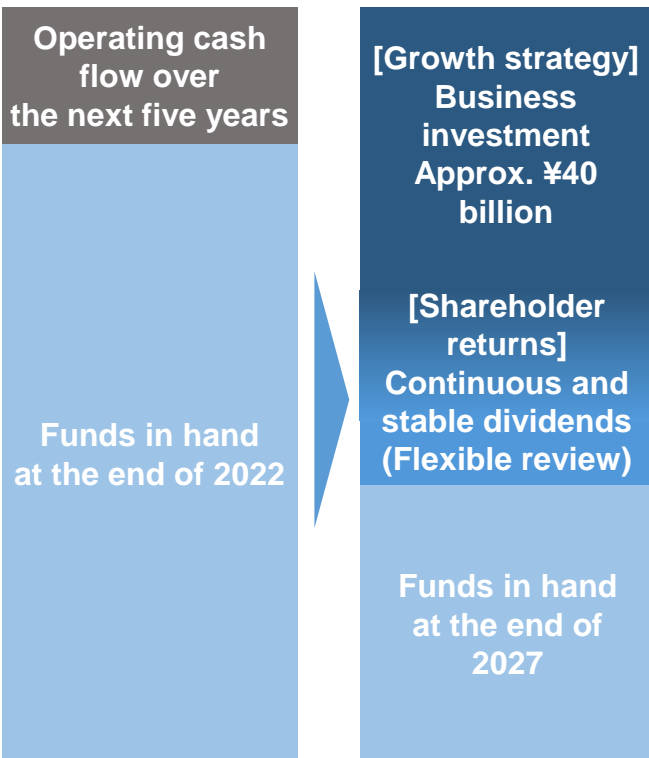 Operating cash
flow over
the next five years
Funds in hand
at the end of 2022
[Growth strategy]
Business
investment
Approx. ¥40
billion
[Shareholder
returns]
Continuous and
stable dividends
(Flexible review)
Funds in hand
at the end of
2027